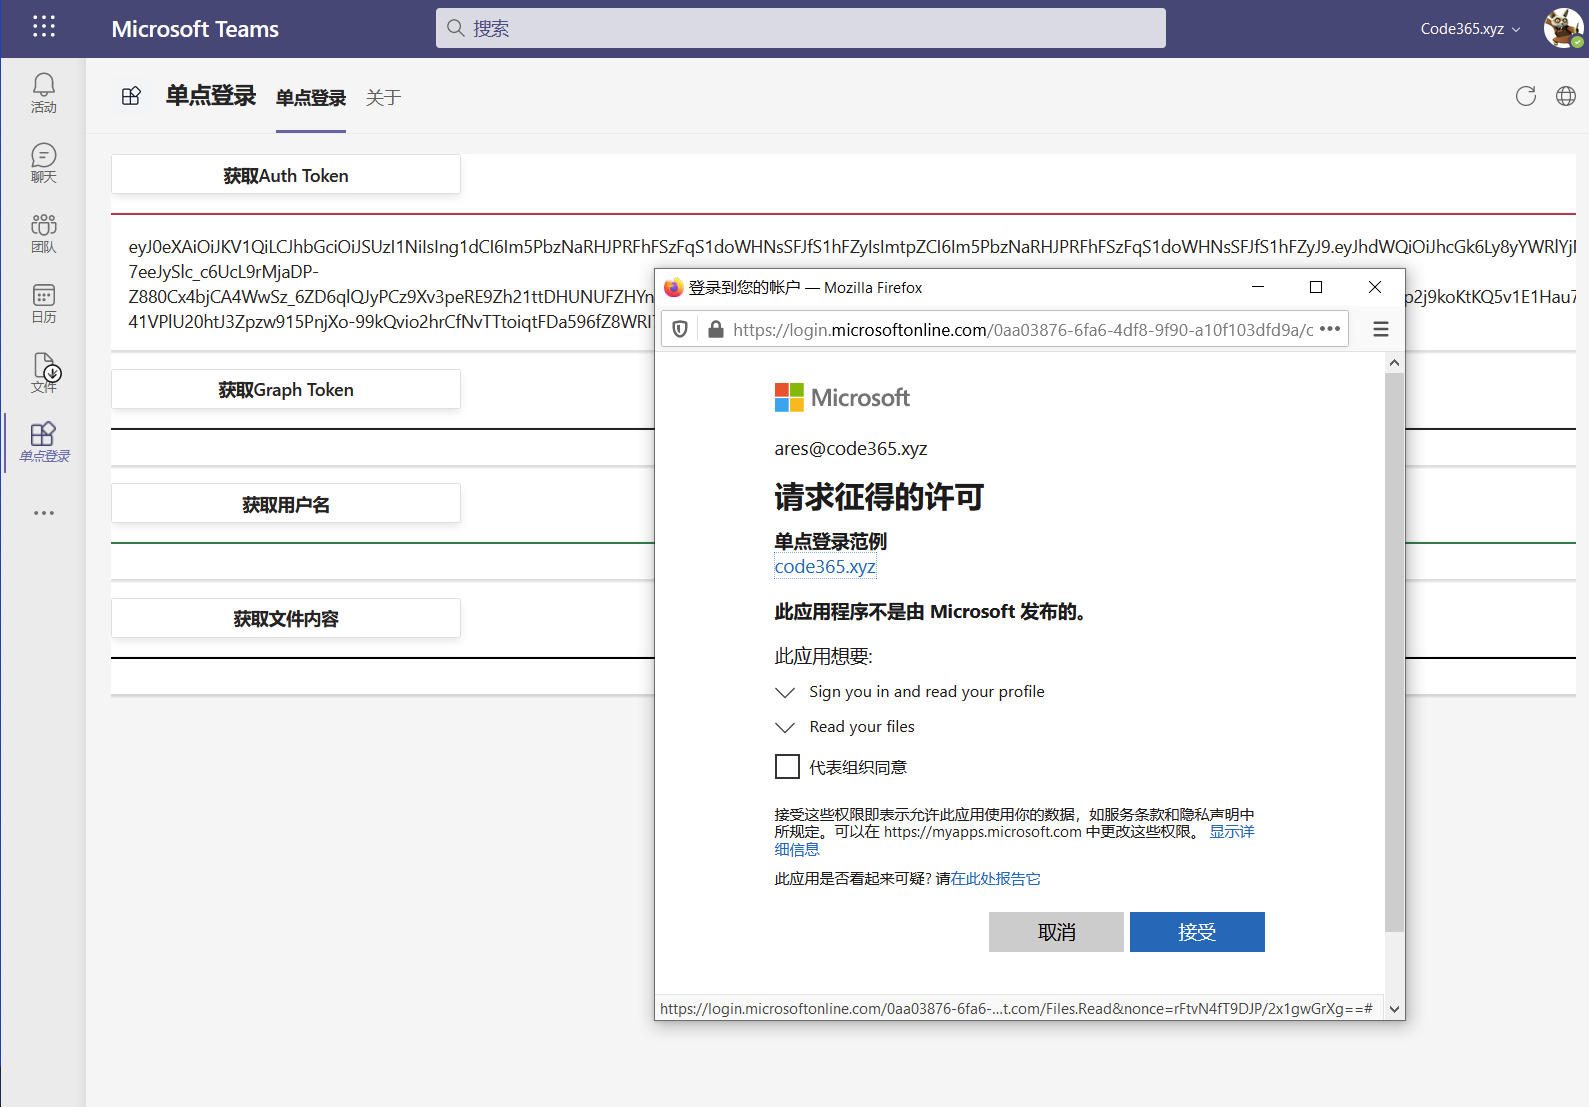 Microsoft Teams
搜索
Code365.xyz
活动
聊天
团队
日历
文件
单点登录
单点登录
单点登录
关于
获取Auth Token
7eeJySlc_c6UcL9rMjaDP-
获取Graph Token
获取用户名
获取文件内容
登录到您的帐户 — Mozilla Firefox
https://login.microsoftonline.com/0aa03876-6fa6-4df8-9f90-a10f103dfd9a/c
Microsoft
ares@code365.xyz
请求征得的许可
单点登录范例
code365.xyz
此应用程序不是由 Microsoft 发布的。
此应用想要:
Sign you in and read your profile
Read your files
代表组织同意
接受这些权限即表示允许此应用使用你的数据，如服务条款和隐私声明中
所规定。可以在 https://myapps.microsoft.com 中更改这些权限。 显示详
细信息
此应用是否看起来可疑? 请在此处报告它
取消
接受
https://login.microsoftonline.com/0aa03876-6fa6-...t.com/Files.Read&nonce=rFtvN4fT9DJP/2x1gwGrXg==#